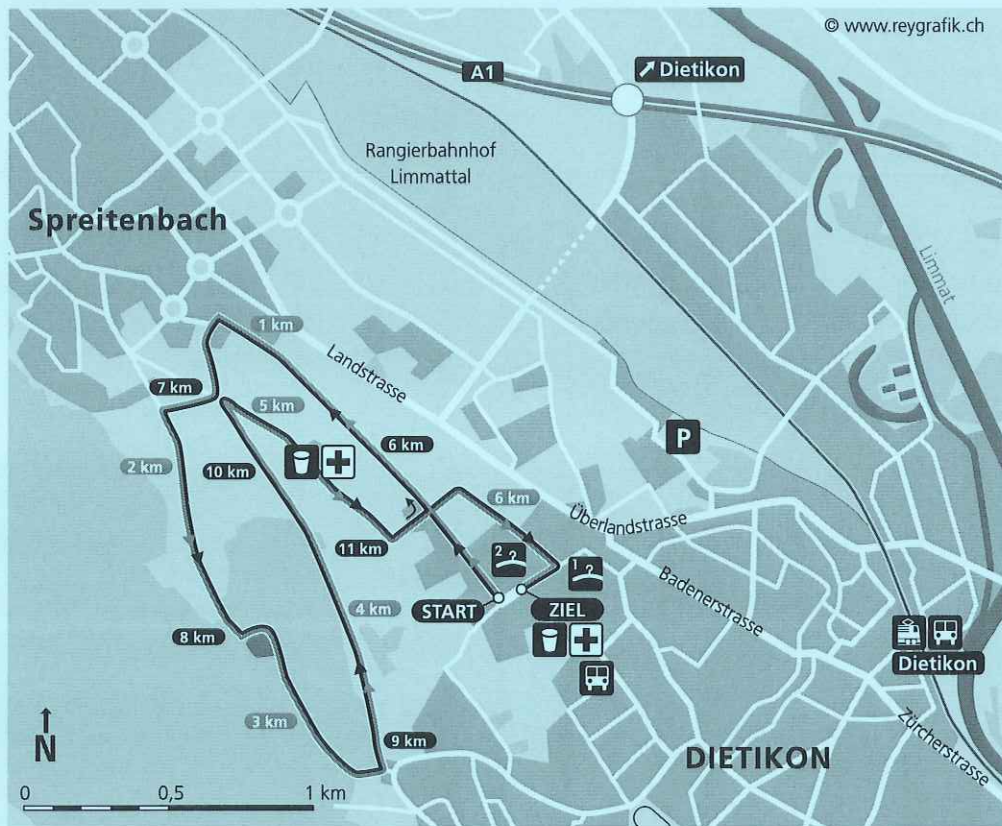 © www.reygrafik.ch
A1
Dietikon
Rangierbahnhof
Limmattal
Spreitenbach
Limmat
1 km
Landstrasse
7 km
5 km
6 km
P
2 km
10 km
6 km
Überlandstrasse
11 km
2
1
Badenerstrasse
4 km
START
ZIEL
8 km
Dietikon
3 km
9 km
N
DIETIKON
Zürcherstrasse
0
0,5
1 km